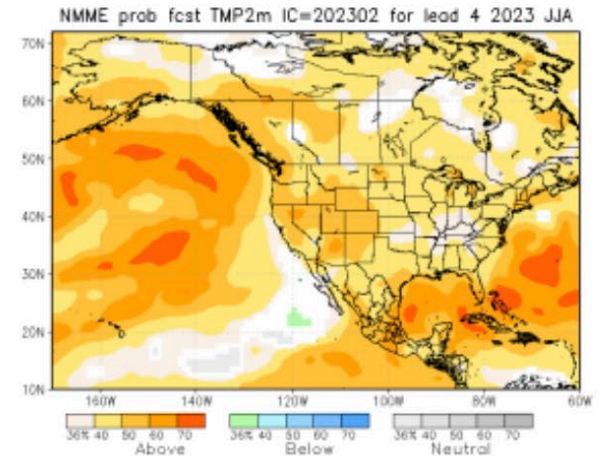 NMME prob fcst TMP2m IC=202302 for lead 4 2023 JJA
70N
60N
50N
40N
30N
20N
10N
160W 140W 120W 100W 80W 60W
36% 40 50 60 70 36% 40 50 60 70 36% 40 50 60 70
Above Below Neutral